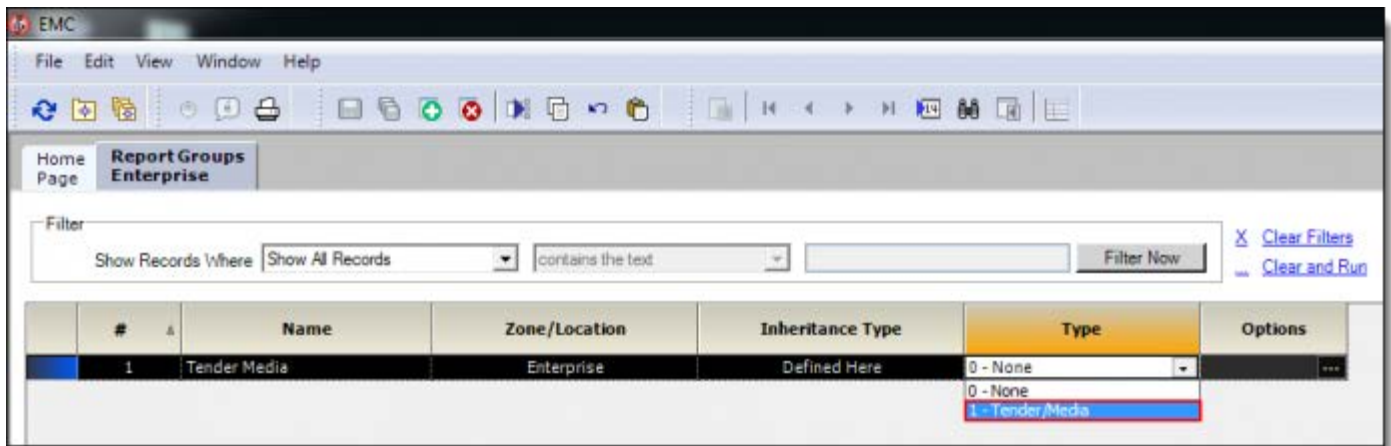 EMC
File Edit View Window Help
Home Page
Report Groups Enterprise
Filter
Show Records Where Show All Records contains the text Filter Now
X Clear Filters
... Clear and Run
# Name Zone/Location Inheritance Type Type Options
1 Tender Media Enterprise Defined Here 0 - None ...
0 - None
1 - Tender/Media